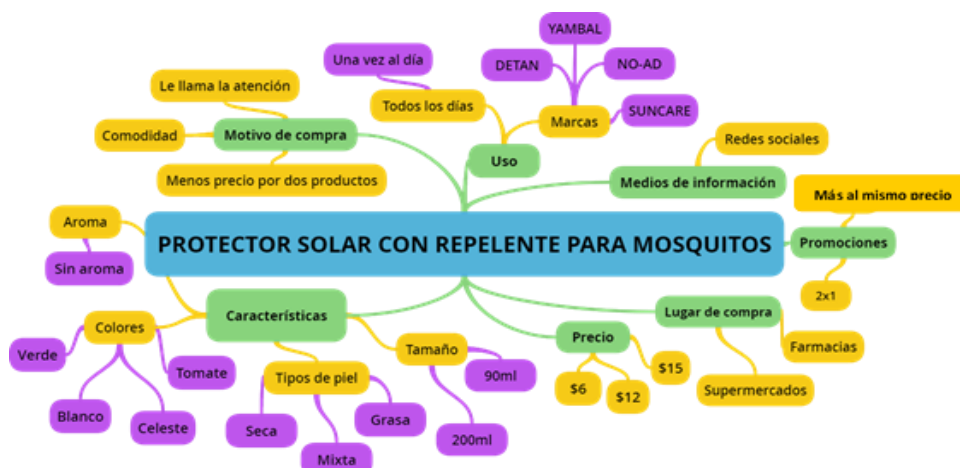 YAMBAL
Una vez al día
DETAN
NO-AD
Le llama la atención
Todos los días
SUNCARE
Marcas
Comodidad
Motivo de compra
Redes sociales
Uso
Menos precio por dos productos
Medios de información
Más al mismo precio
Aroma
PROTECTOR SOLAR CON REPELENTE PARA MOSQUITOS
Promociones
Sin aroma
2x1
Características
Lugar de compra
Colores
Precio
Verde
Tamaño
Farmacias
Tomate
Tipos de piel
90ml
$15
$6
$12
Supermercados
Blanco
Celeste
Seca
Grasa
200ml
Mixta